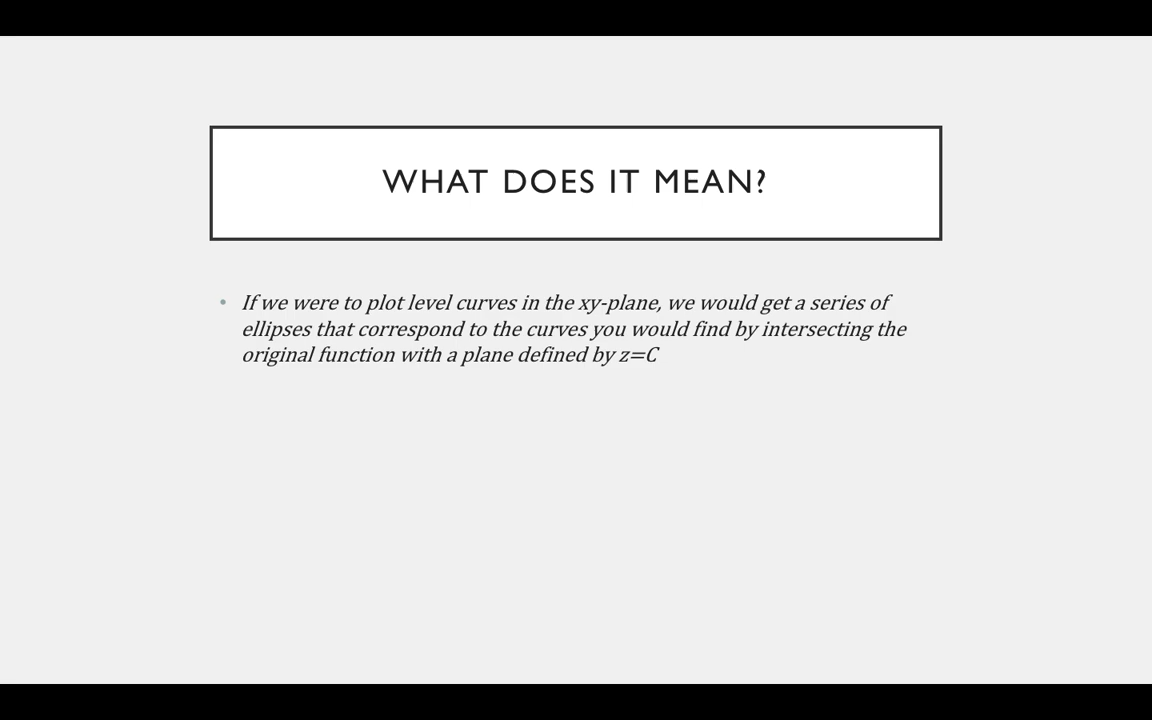 WHAT DOES IT MEAN?
• If we were to plot level curves in the xy-plane, we would get a series of
ellipses that correspond to the curves you would find by intersecting the
original function with a plane defined by z=C